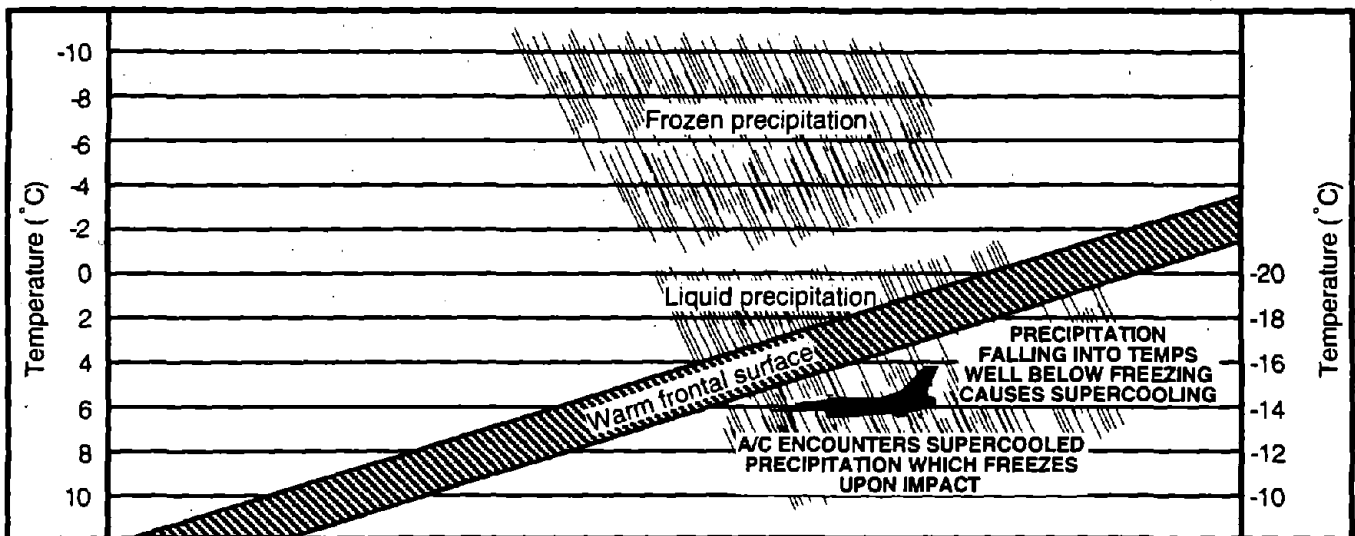 Temperature (°C)
-10
-8
-6
-4
-2
0
2
4
6
8
10
Frozen precipitation
Liquid precipitation
Warm frontal surface
PRECIPITATION
FALLING INTO TEMPS
WELL BELOW FREEZING
CAUSES SUPERCOOLING
A/C ENCOUNTERS SUPERCOOLED
PRECIPITATION WHICH FREEZES
UPON IMPACT
-20
-18
-16
-14
-12
-10
Temperature (°C)